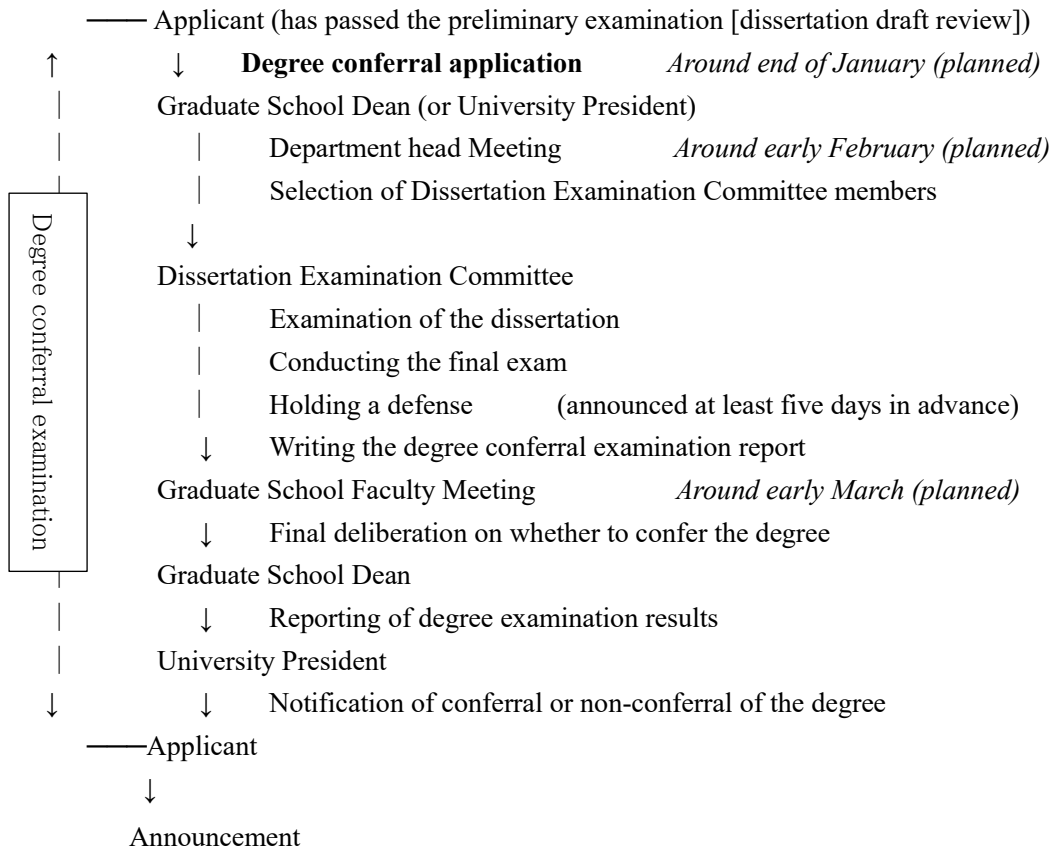 Applicant (has passed the preliminary examination [dissertation draft review])
↑ ↓ Degree conferral application Around end of January (planned)
Graduate School Dean (or University President)
Department head Meeting Around early February (planned)
Selection of Dissertation Examination Committee members
↓
Dissertation Examination Committee
Examination of the dissertation
Conducting the final exam
Holding a defense (announced at least five days in advance)
↓ Writing the degree conferral examination report
Graduate School Faculty Meeting Around early March (planned)
↓ Final deliberation on whether to confer the degree
Graduate School Dean
↓ Reporting of degree examination results
University President
↓ ↓ Notification of conferral or non-conferral of the degree
Applicant
↓
Announcement
Degree conferral examination